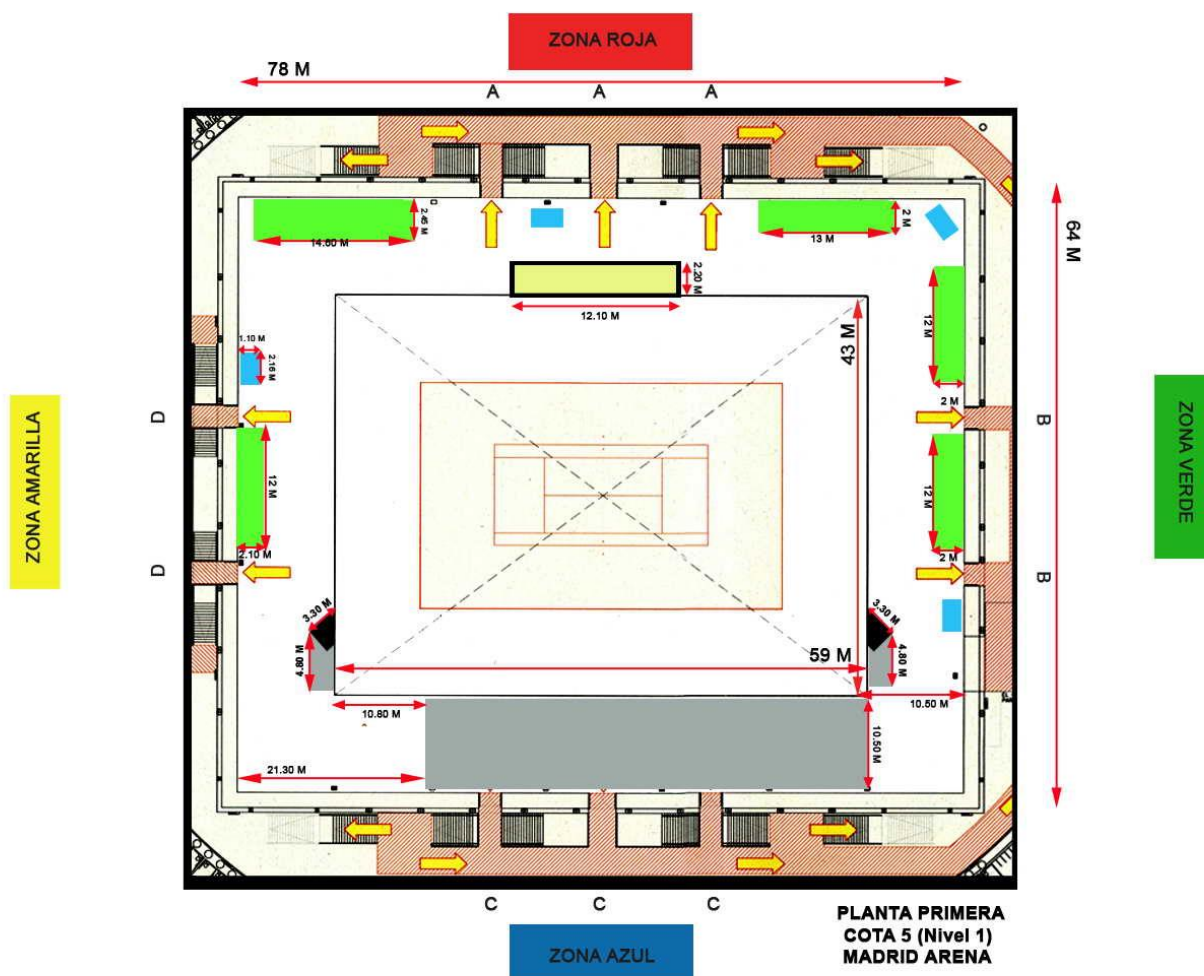 ZONA ROJA
78 M
A A A
2.45 M
14.60 M
13 M
2 M
64 M
2.20 M
12.10 M
43 M
12 M
1.10 M
2.16 M
2 M
ZONA AMARILLA
D
B
ZONA VERDE
12 M
12 M
2.10 M
2 M
D
B
3.30 M
3.30 M
4.80 M
4.80 M
59 M
10.80 M
10.50 M
10.50 M
21.30 M
C C C
ZONA AZUL
PLANTA PRIMERA
COTA 5 (Nivel 1)
MADRID ARENA